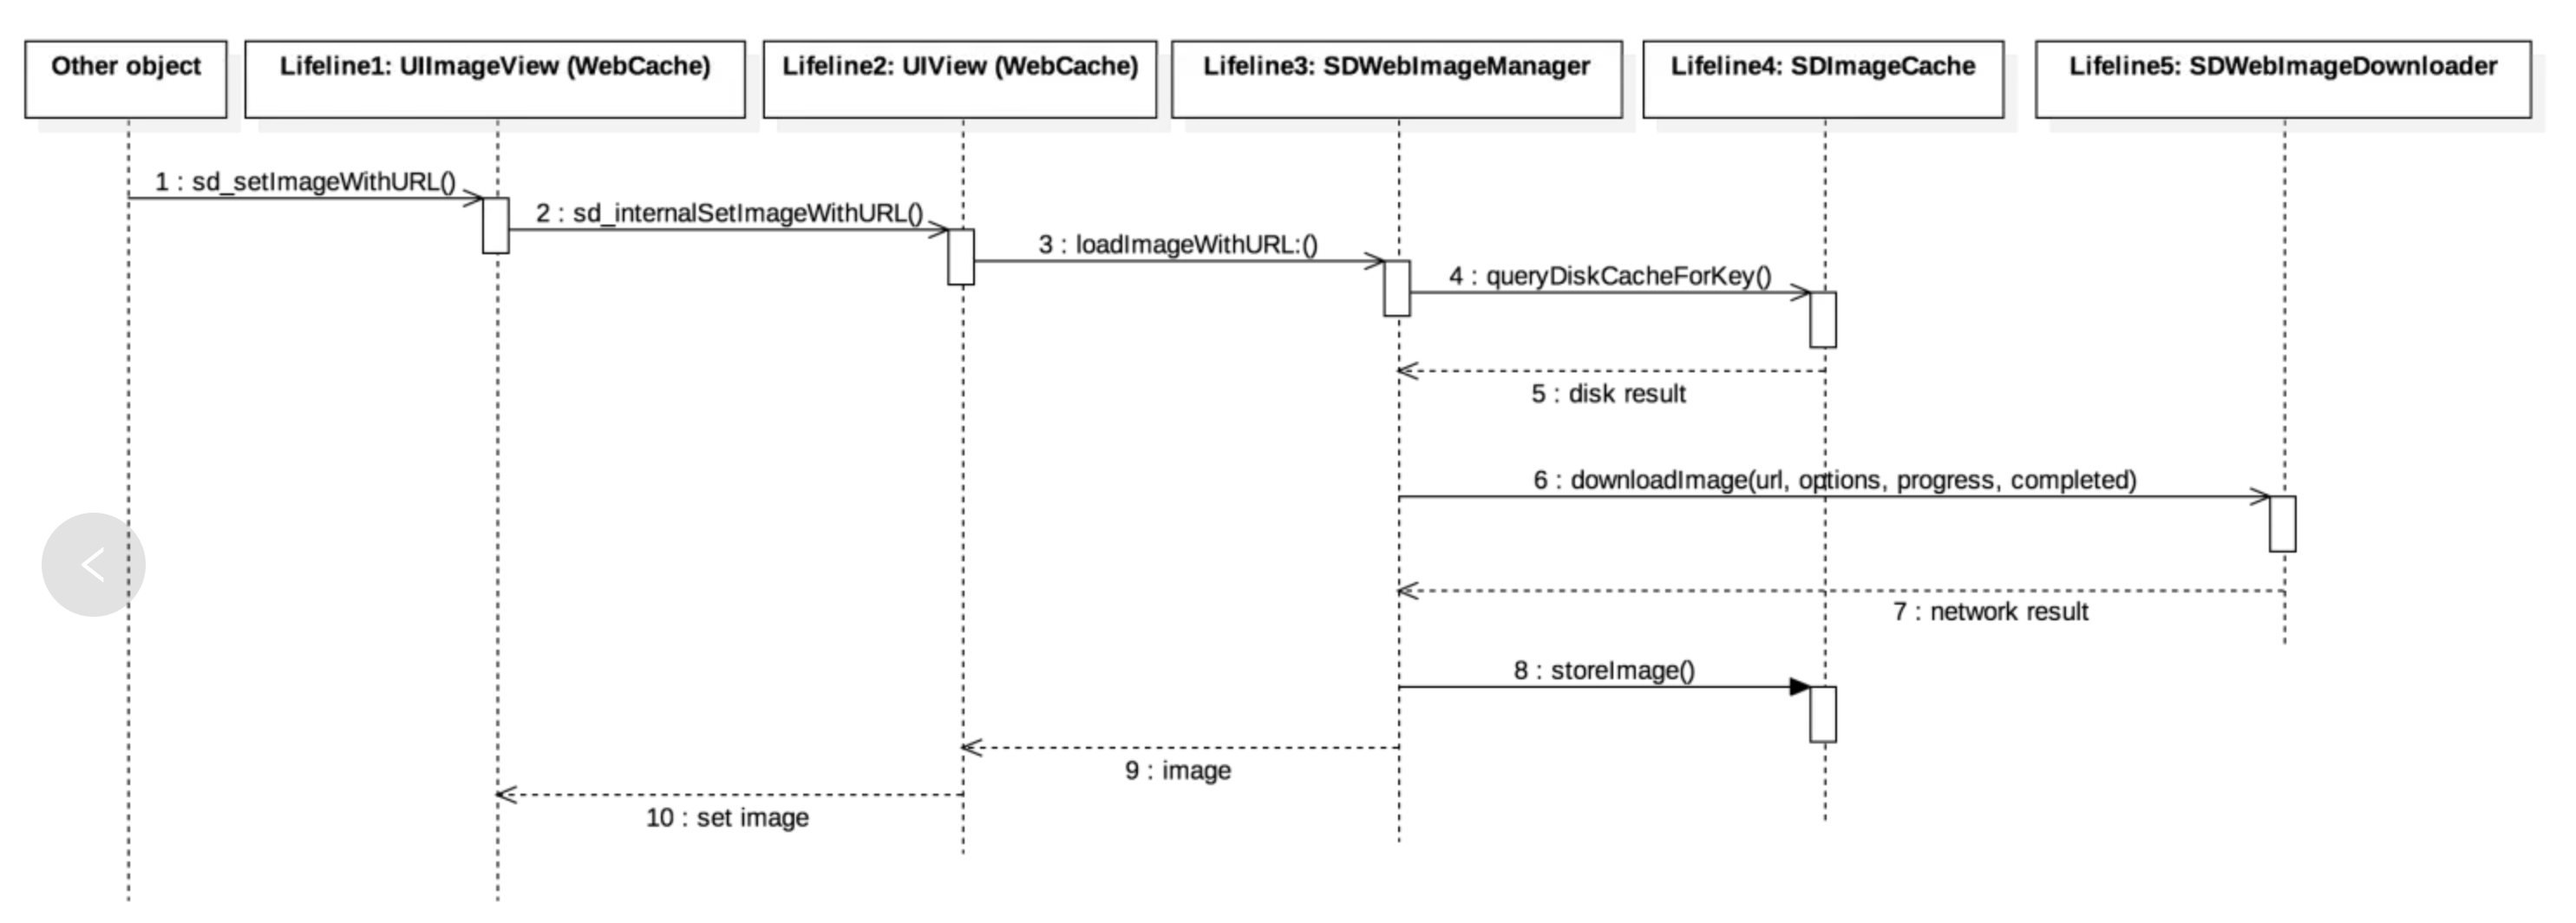 Other object
Lifeline1: UIImageView (WebCache)
Lifeline2: UIView (WebCache)
Lifeline3: SDWebImageManager
Lifeline4: SDImageCache
Lifeline5: SDWebImageDownloader
1 : sd_setImageWithURL()
2 : sd_internalSetImageWithURL()
3 : loadImageWithURL:()
4 : queryDiskCacheForKey()
5 : disk result
6 : downloadImage(url, options, progress, completed)
7 : network result
8 : storeImage()
9 : image
10 : set image